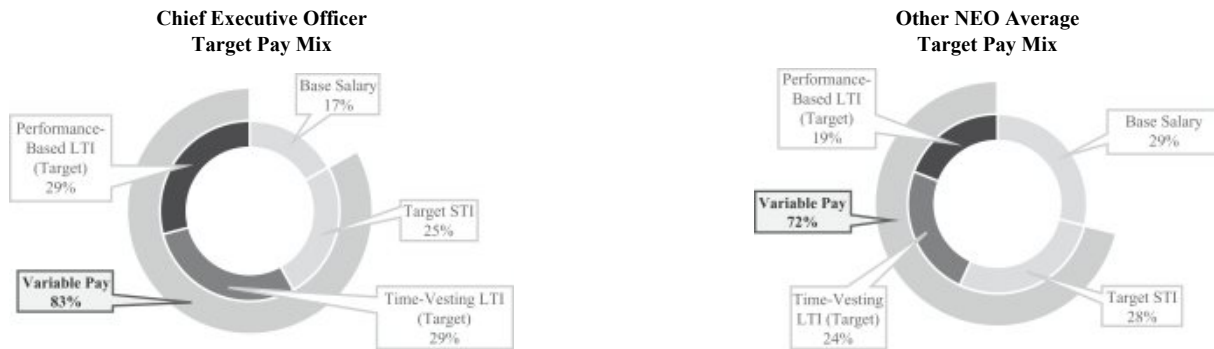 Chief Executive Officer
Target Pay Mix
Base Salary
17%
Performance-
Based LTI
(Target)
29%
Target STI
25%
Variable Pay
83%
Time-Vesting LTI
(Target)
29%
Other NEO Average
Target Pay Mix
Performance-
Based LTI
(Target)
19%
Base Salary
29%
Variable Pay
72%
Time-Vesting
LTI (Target)
24%
Target STI
28%